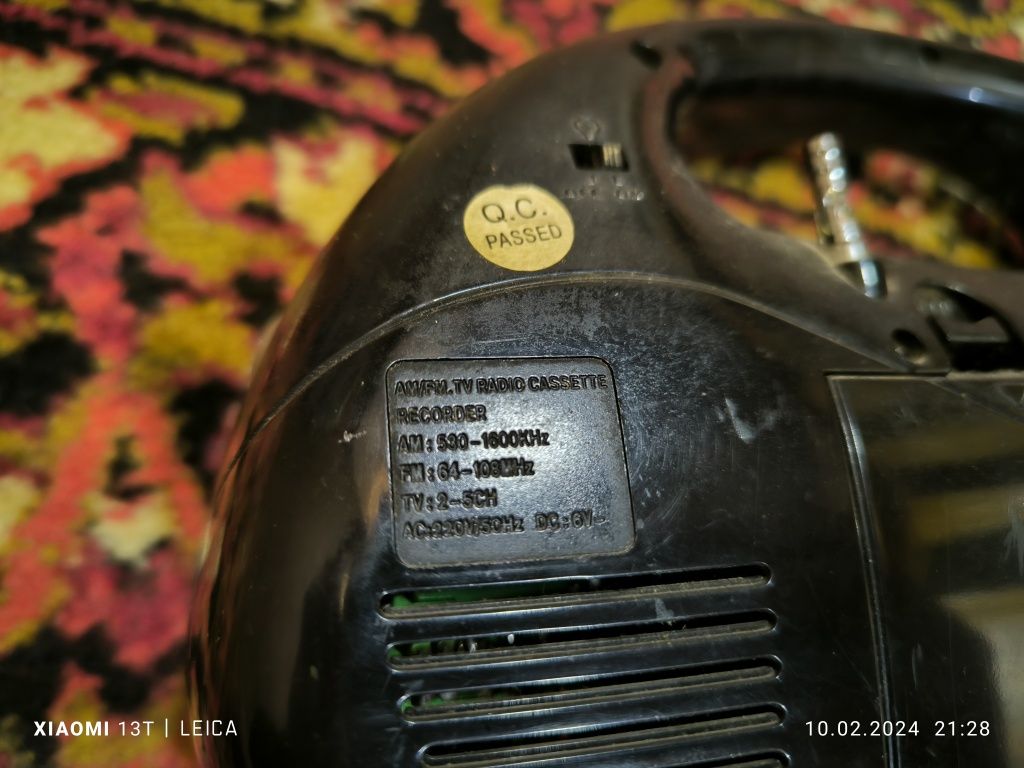 Q.C.
PASSED
AM/FM.TV RADIO CASSETTE
RECORDER
AM : 530-1600KHz
FM : 64-108MHz
TV : 2-5CH
AC:220V/50Hz DC:6V
XIAOMI 13T | LEICA
10.02.2024 21:28